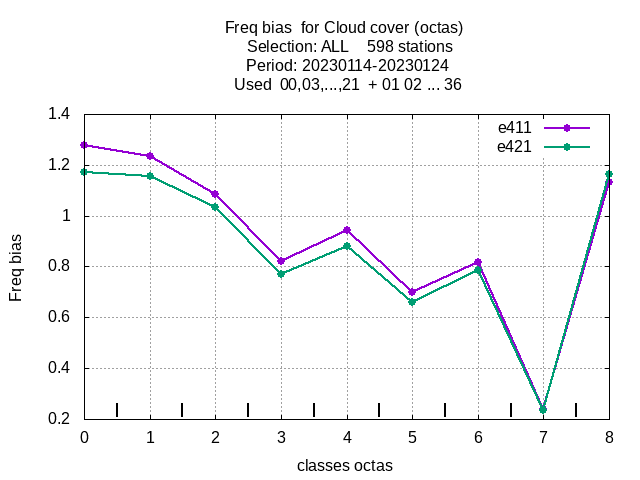 Freq bias  for Cloud cover (octas)
Selection: ALL    598 stations
Period: 20230114-20230124
Used  00,03,...,21  + 01 02 ... 36
1.4
1.2
1
0.8
0.6
0.4
0.2
Freq bias
e411
e421
0 1 2 3 4 5 6 7 8
classes octas